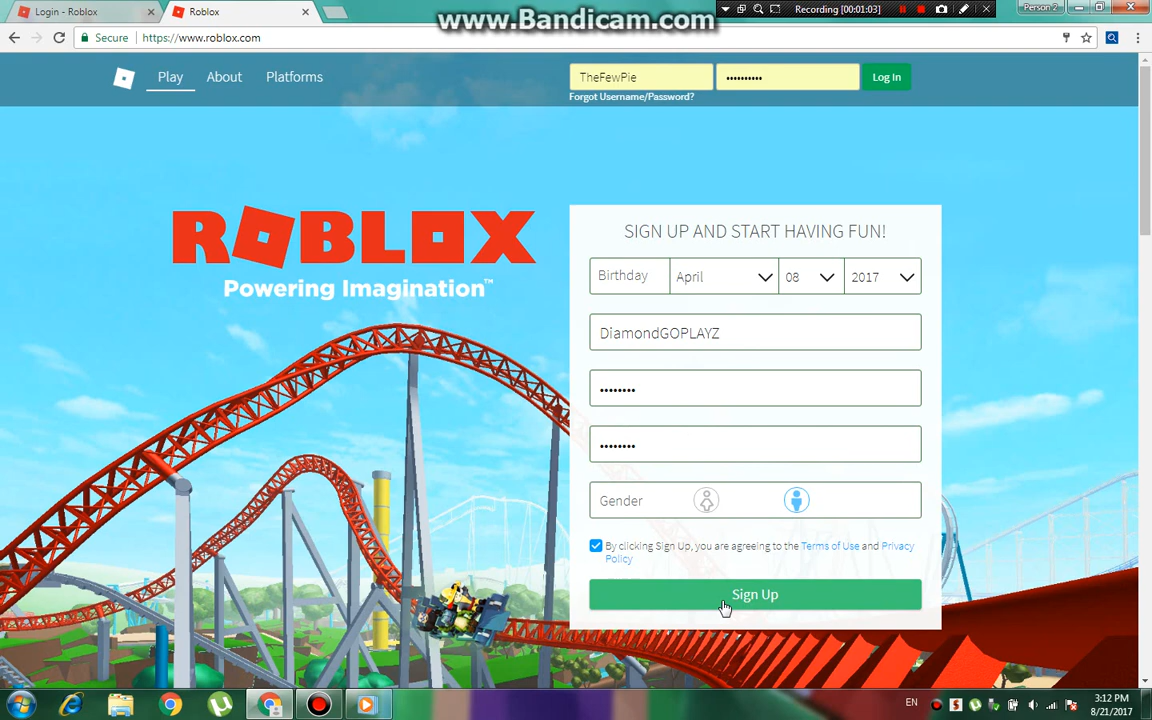 Login - Roblox
Roblox
www.Bandicam.com
Recording [00:01:03]
Person 2
Secure
https://www.roblox.com
Play
About
Platforms
TheFewPie
••••••••••
Log In
Forgot Username/Password?
ROBLOX
Powering Imagination™
SIGN UP AND START HAVING FUN!
Birthday
April
08
2017
DiamondGOPLAYZ
••••••••
••••••••
Gender
By clicking Sign Up, you are agreeing to the Terms of Use and Privacy
Policy
Sign Up
EN
3:12 PM
8/21/2017